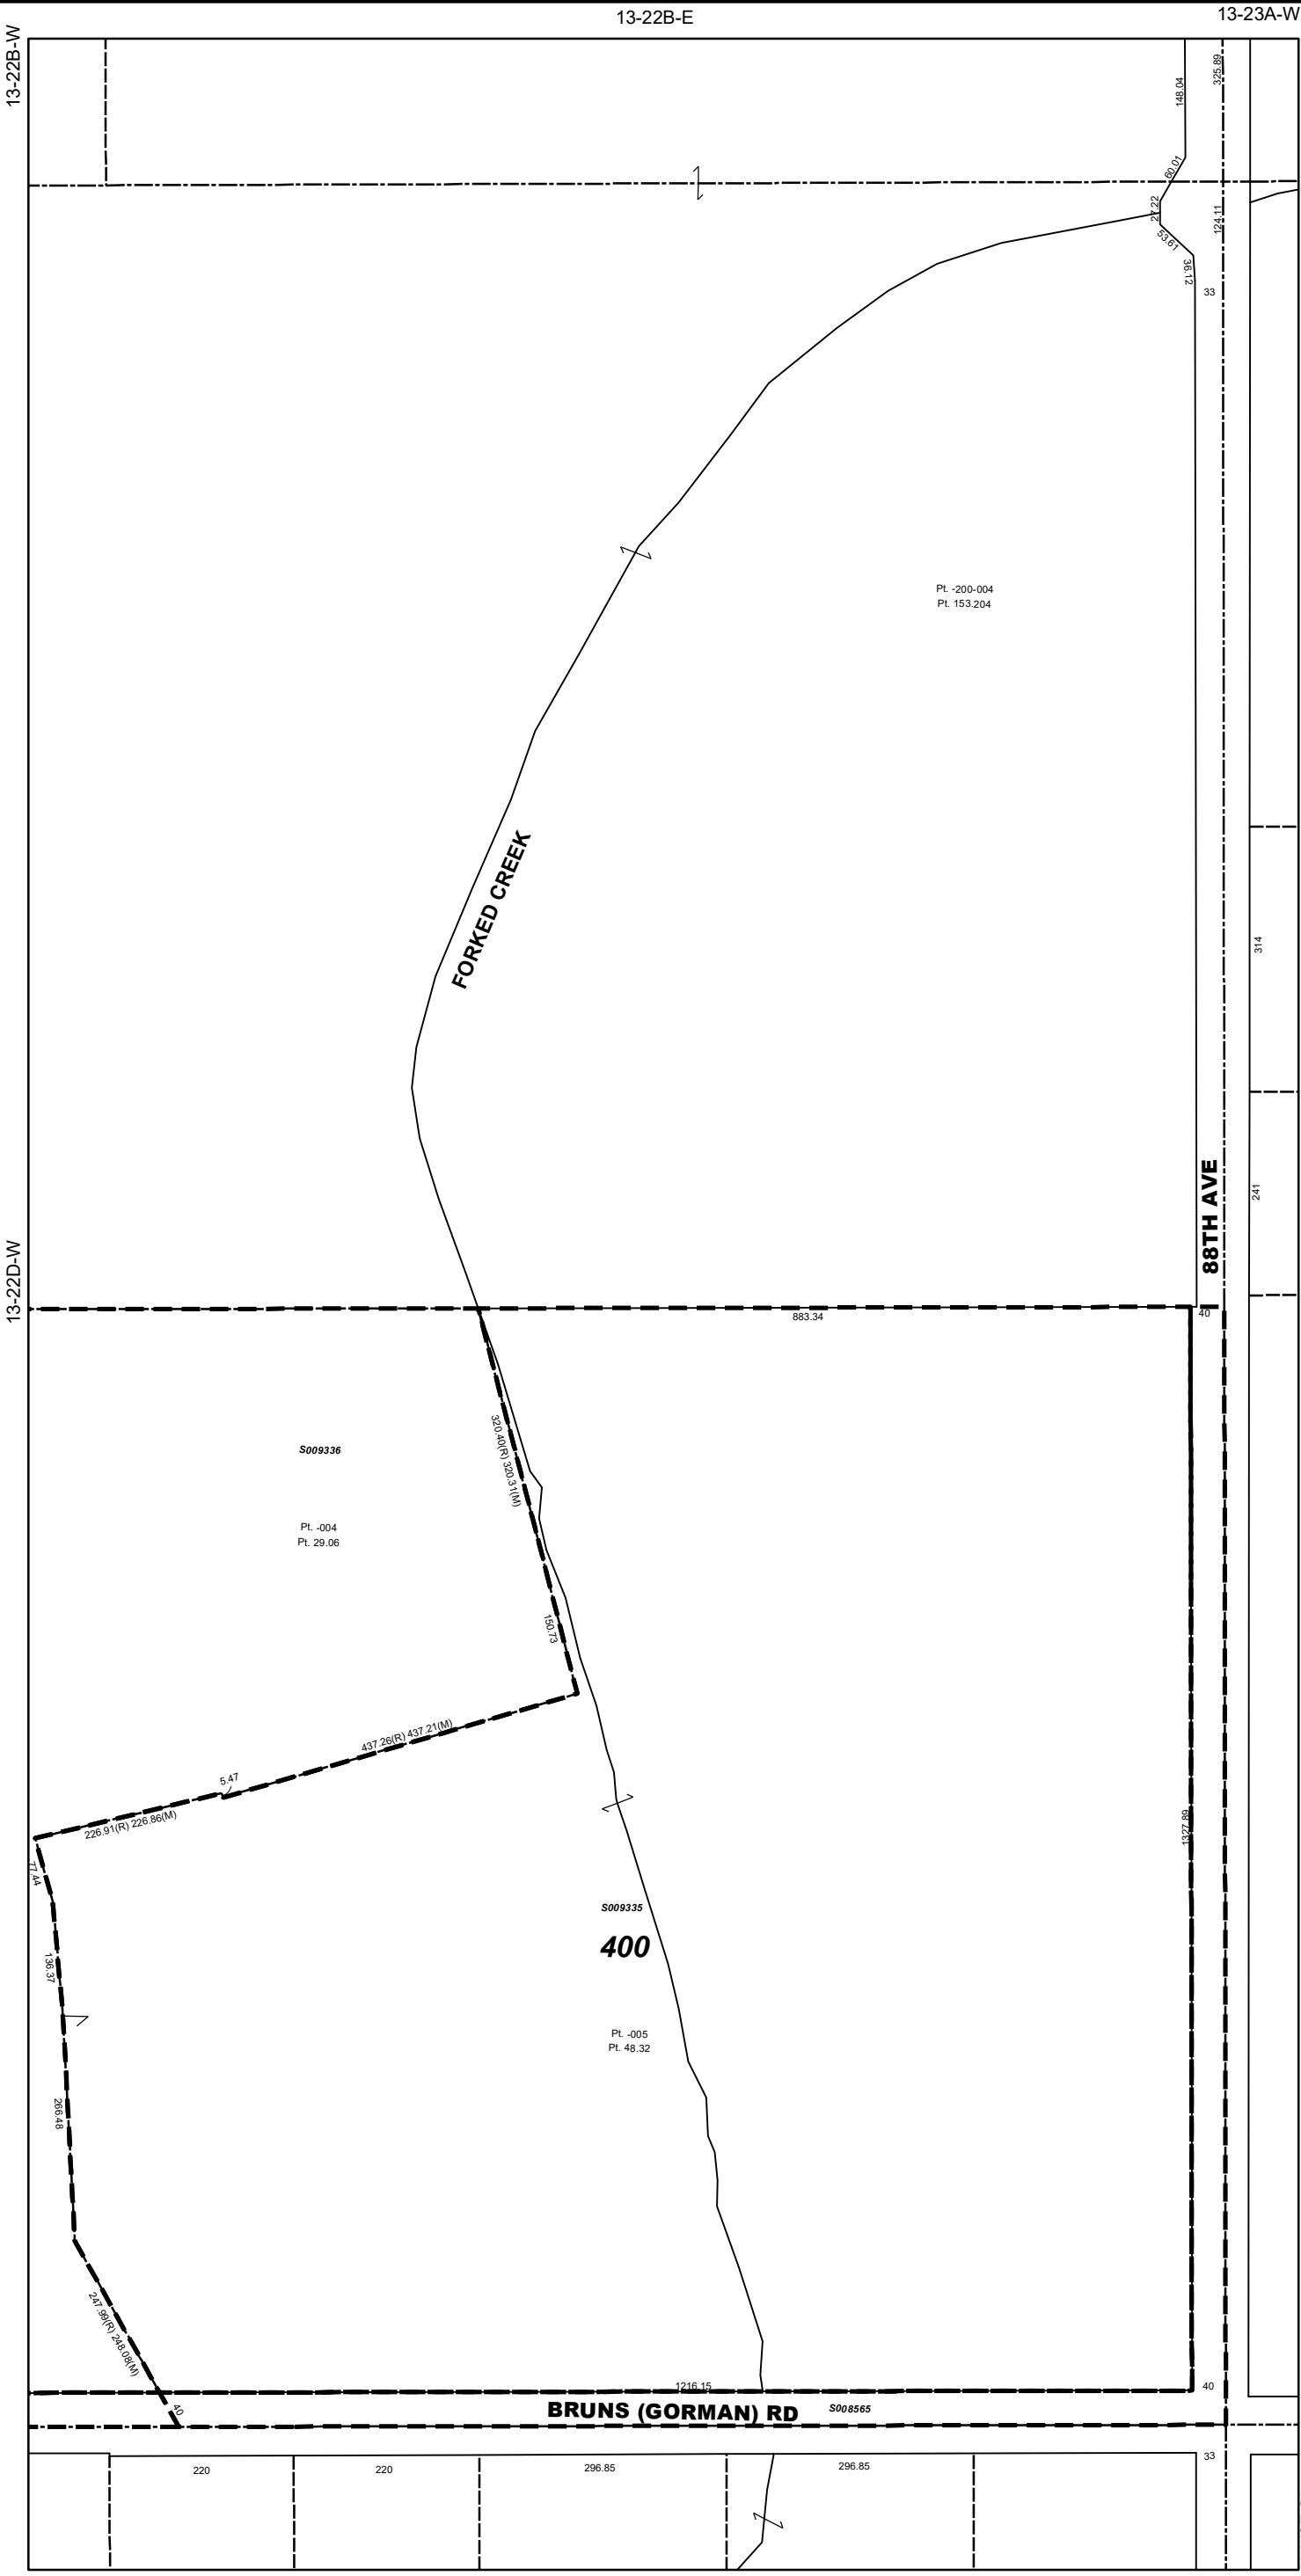 13-22B-E
13-23A-W
13-22B-W
148.04
325.89
60.01
27.22
124.11
53.61
36.12
33
Pt. -200-004
Pt. 153.204
FORKED CREEK
314
241
88TH AVE
13-22D-W
883.34
40
S009336
320.40(R) 320.31(M)
Pt. -004
Pt. 29.06
150.73
437.26(R) 437.21(M)
5.47
226.91(R) 226.86(M)
1327.89
77.44
S009335
400
136.37
Pt. -005
Pt. 48.32
266.48
247.99(R) 248.08(M)
1216.15
40
40
BRUNS (GORMAN) RD
S008565
33
220
220
296.85
296.85